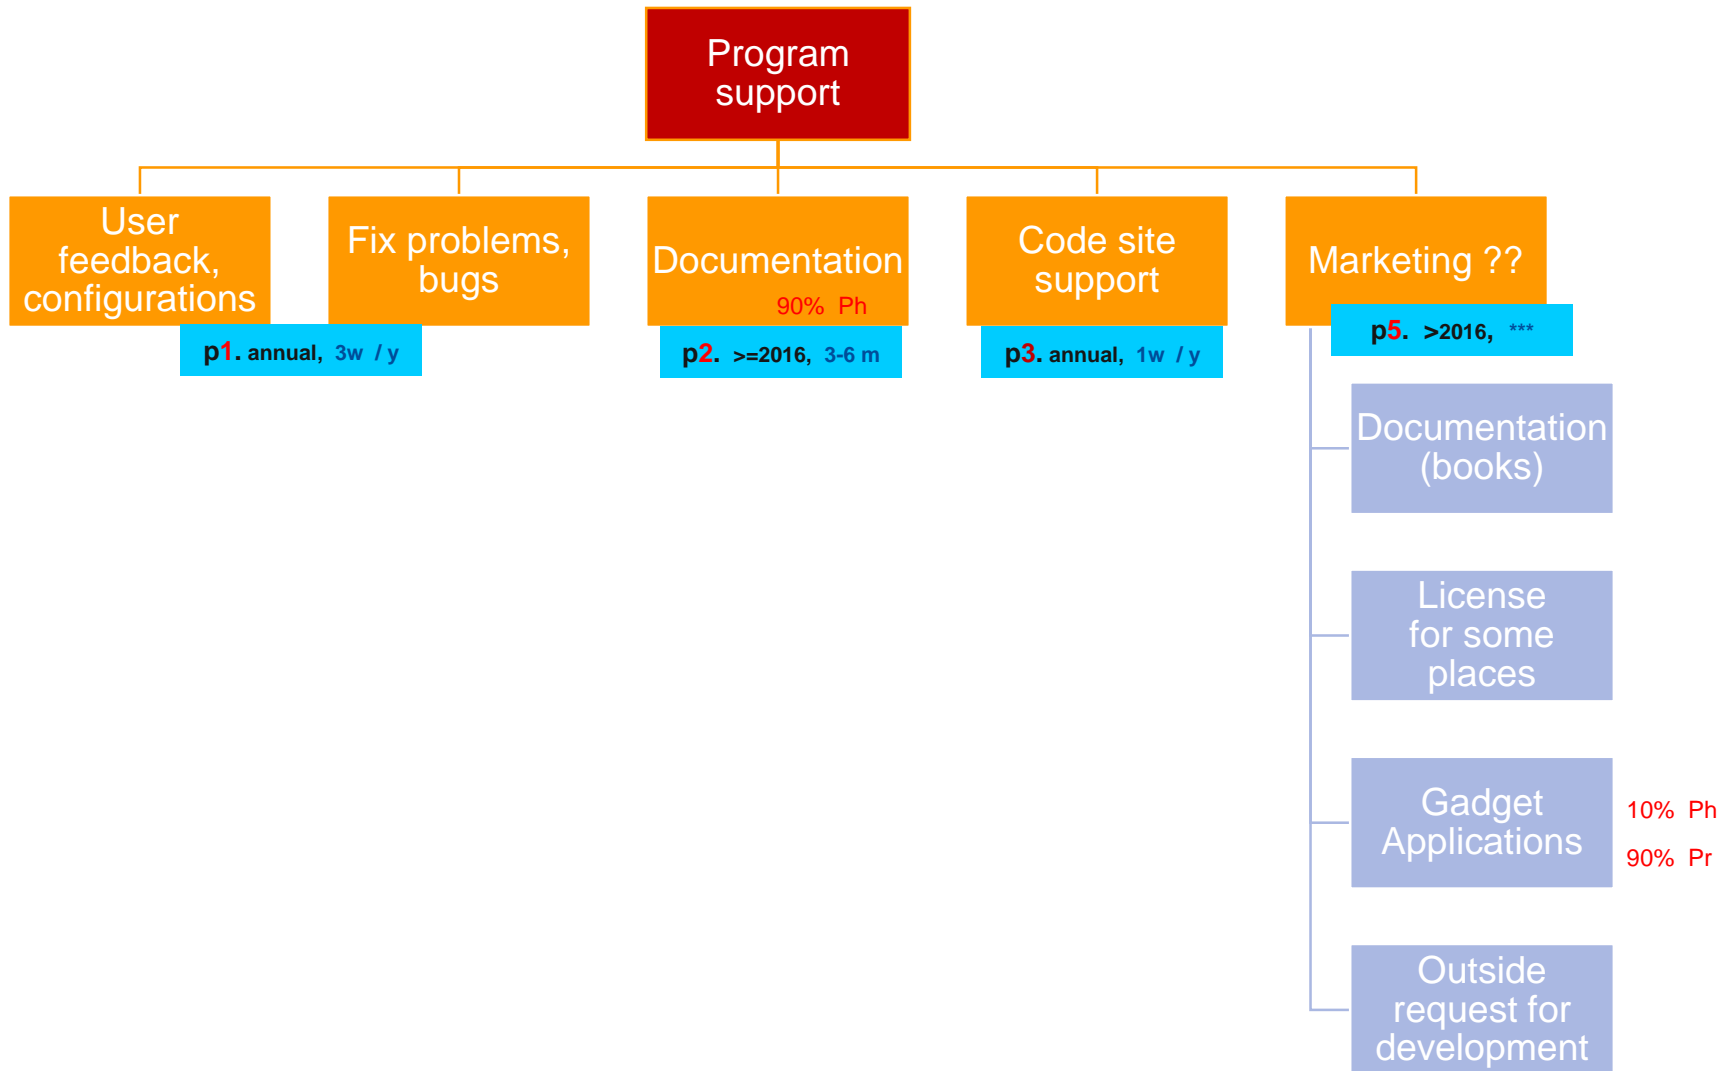 Program
support
User
feedback,
configurations
Fix problems,
bugs
Documentation
90% Ph
Code site
support
Marketing ??
p1. annual, 3w / y
p2. >=2016, 3-6 m
p3. annual, 1w / y
p5. >2016, ***
Documentation
(books)
License
for some
places
Gadget
Applications
10% Ph
90% Pr
Outside
request for
development